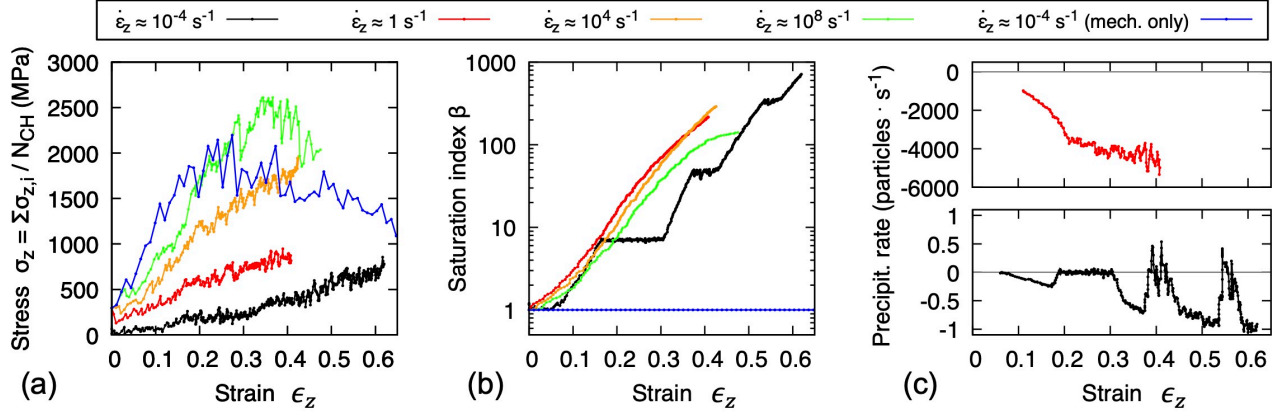 ε̇z ≈ 10-4 s-1 ε̇z ≈ 1 s-1 ε̇z ≈ 104 s-1 ε̇z ≈ 108 s-1 ε̇z ≈ 10-4 s-1 (mech. only)
Stress σz = Σσz,i / NCH (MPa)
3000
2500
2000
1500
1000
500
0
0 0.1 0.2 0.3 0.4 0.5 0.6
(a) Strain ϵz
Saturation index β
1000
100
10
1
0 0.1 0.2 0.3 0.4 0.5 0.6
(b) Strain ϵz
Precipit. rate (particles · s-1)
0
-2000
-4000
-6000
1
0.5
0
-0.5
-1
0 0.1 0.2 0.3 0.4 0.5 0.6
(c) Strain ϵz